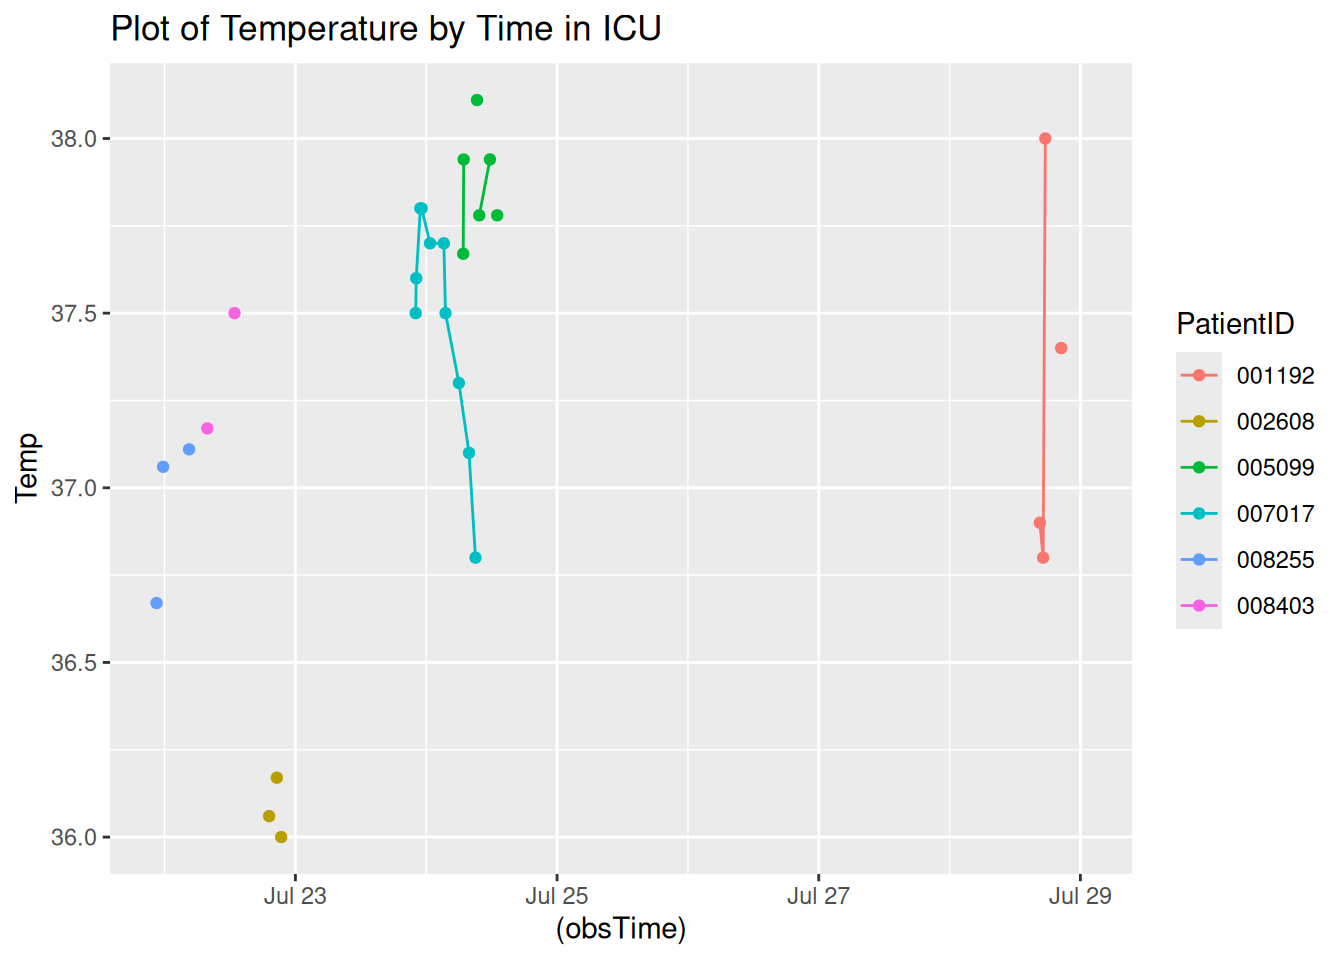 Plot of Temperature by Time in ICU
Temp
38.0
37.5
37.0
36.5
36.0
Jul 23 Jul 25 Jul 27 Jul 29
(obsTime)
PatientID
001192
002608
005099
007017
008255
008403